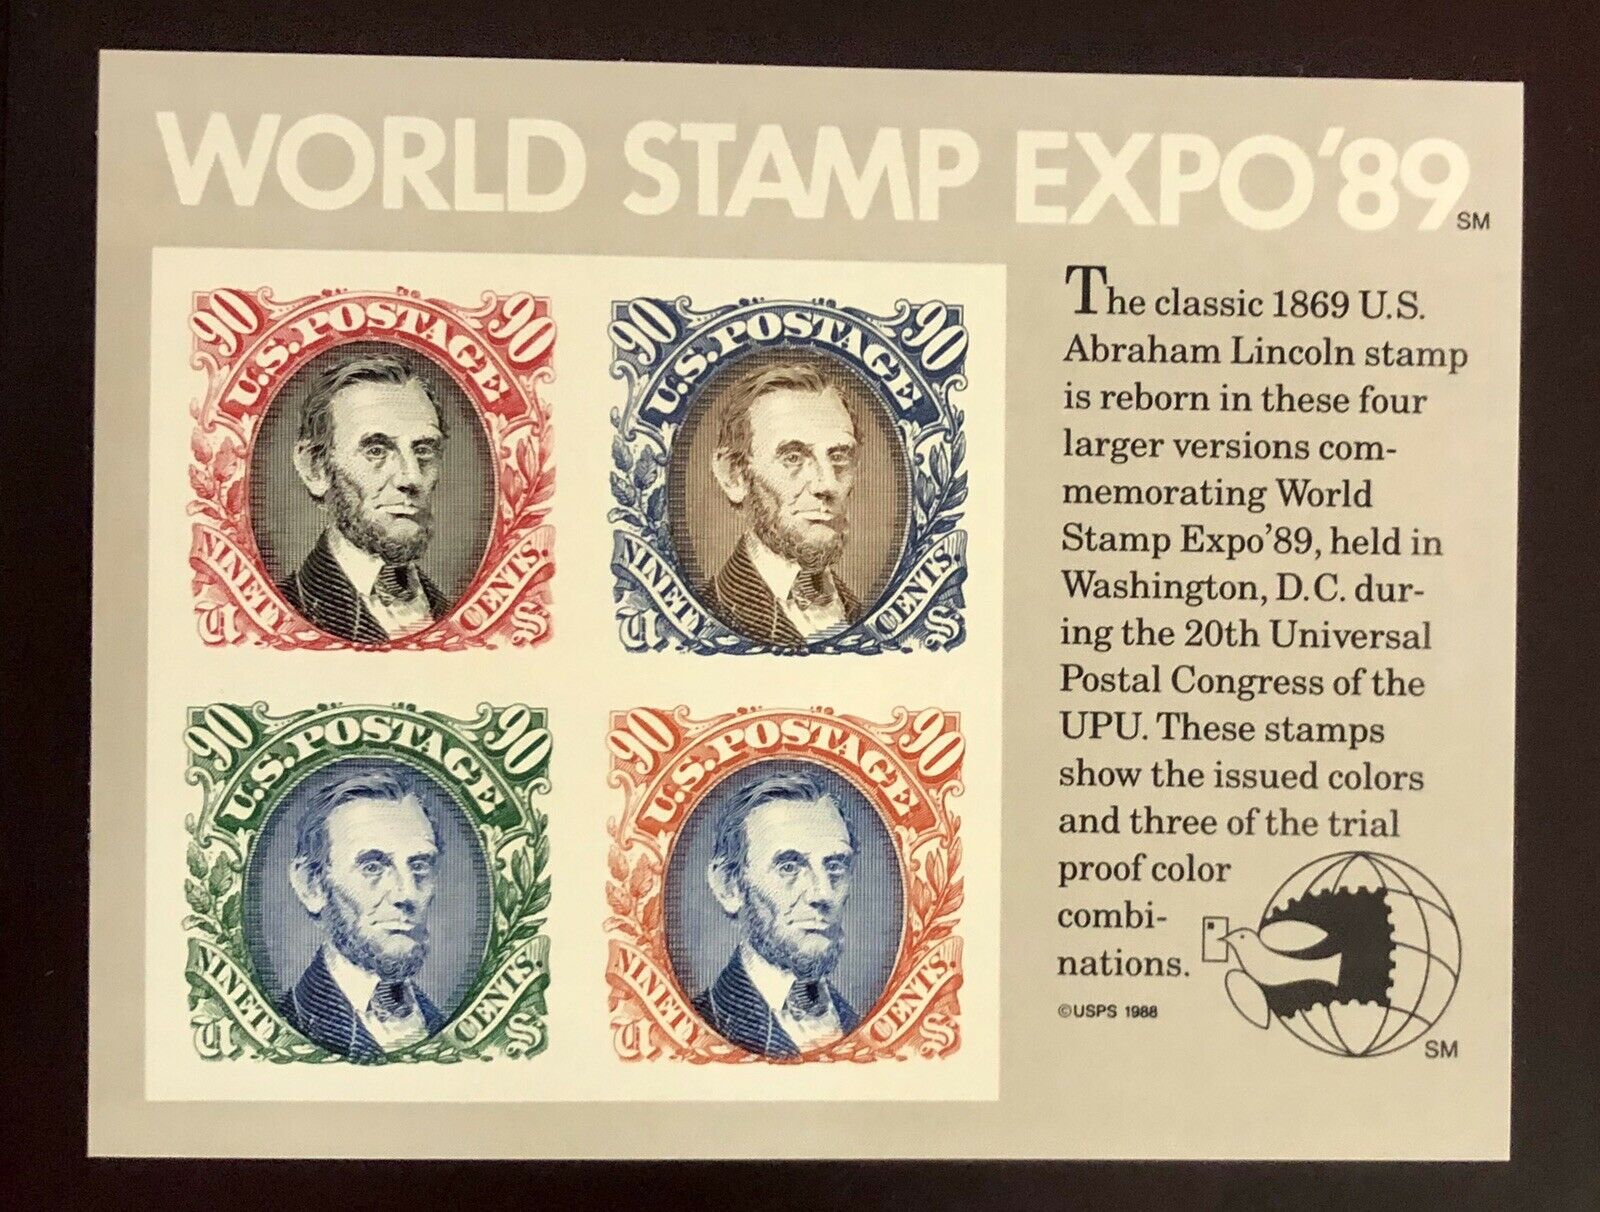 WORLD STAMP EXPO'89 SM
90 U.S. POSTAGE 90
NINETY CENTS.
U S
90 U.S. POSTAGE 90
NINETY CENTS.
U S
90 U.S. POSTAGE 90
NINETY CENTS.
U S
90 U.S. POSTAGE 90
NINETY CENTS.
U S
The classic 1869 U.S.
Abraham Lincoln stamp
is reborn in these four
larger versions com-
memorating World
Stamp Expo'89, held in
Washington, D.C. dur-
ing the 20th Universal
Postal Congress of the
UPU. These stamps
show the issued colors
and three of the trial
proof color
combi-
nations.
©USPS 1988
SM